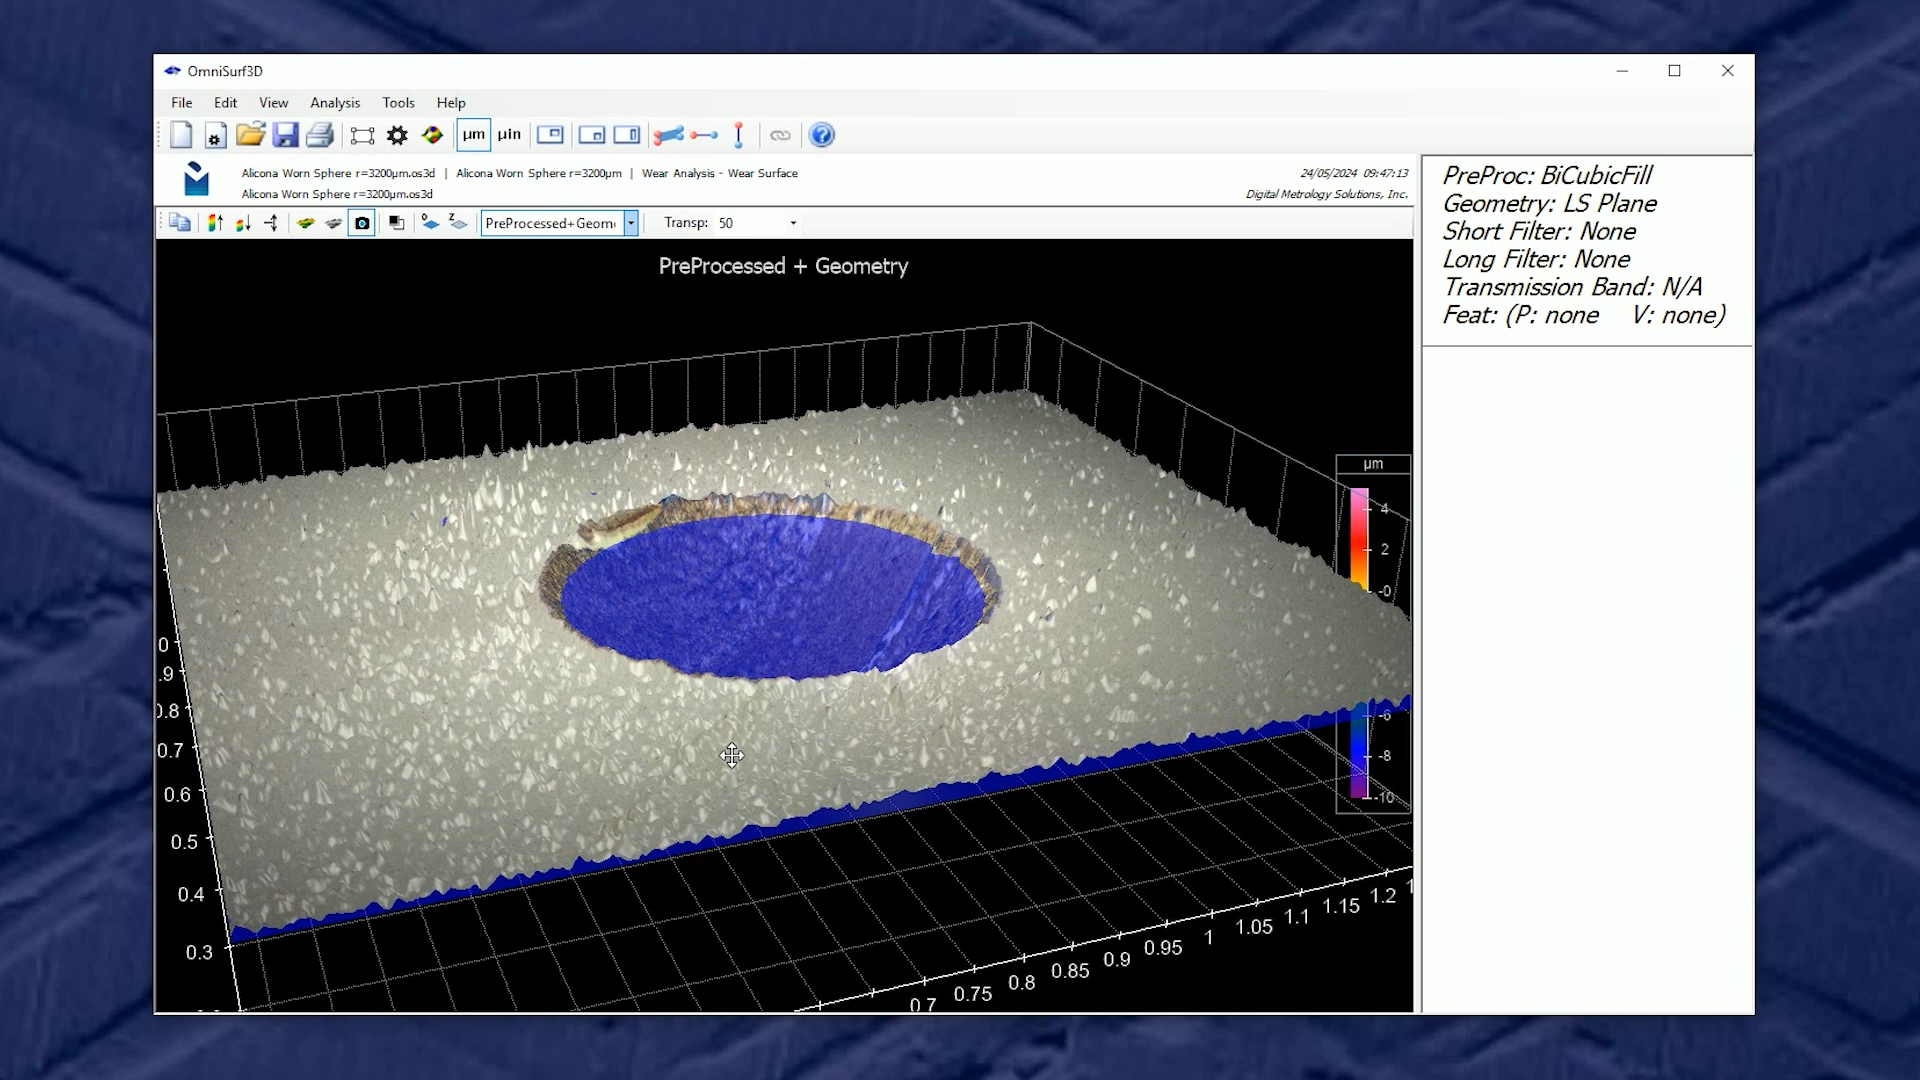 OmniSurf3D
File Edit View Analysis Tools Help
µm µin
Alicona Worn Sphere r=3200µm.os3d | Alicona Worn Sphere r=3200µm | Wear Analysis - Wear Surface
24/05/2024 09:47:13
Alicona Worn Sphere r=3200µm.os3d
Digital Metrology Solutions, Inc.
PreProcessed+Geom
Transp: 50
PreProcessed + Geometry
PreProc: BiCubicFill
Geometry: LS Plane
Short Filter: None
Long Filter: None
Transmission Band: N/A
Feat: (P: none V: none)
µm
4
2
-0
-6
-8
-10
0
.9
0.8
0.7
0.6
0.5
0.4
0.3
0.7 0.75 0.8 0.85 0.9 0.95 1 1.05 1.1 1.15 1.2